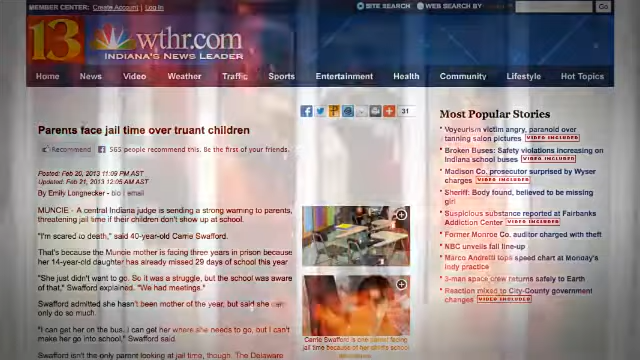 MEMBER CENTER: Create Account | Log In
SITE SEARCH
WEB SEARCH BY
Go
13
wthr.com
INDIANA'S NEWS LEADER
Home News Video Weather Traffic Sports Entertainment Health Community Lifestyle Hot Topics
31
Parents face jail time over truant children
Recommend 565 people recommend this. Be the first of your friends.
Posted: Feb 20, 2013 11:09 PM AST
Updated: Feb 21, 2013 12:05 AM AST
By Emily Longnecker - bio | email
MUNCIE - A central Indiana judge is sending a strong warning to parents,
threatening jail time if their children don't show up at school.
"I'm scared to death," said 40-year-old Carrie Swafford.
That's because the Muncie mother is facing three years in prison because
her 14-year-old daughter has already missed 29 days of school this year.
"She just didn't want to go. So it was a struggle, but the school was aware
of that," Swafford explained. "We had meetings."
Swafford admitted she hasn't been mother of the year, but said she can
only do so much.
"I can get her on the bus. I can get her where she needs to go, but I can't
make her go into school," Swafford said.
Swafford isn't the only parent looking at jail time, though. The Delaware
Carrie Swafford is one parent facing
jail time because of her child's school
Most Popular Stories
Voyeurism victim angry, paranoid over
tanning salon pictures VIDEO INCLUDED
Broken Buses: Safety violations increasing on
Indiana school buses VIDEO INCLUDED
Madison Co. prosecutor surprised by Wyser
charges VIDEO INCLUDED
Sheriff: Body found, believed to be missing
girl
Suspicious substance reported at Fairbanks
Addiction Center VIDEO INCLUDED
Former Monroe Co. auditor charged with theft
NBC unveils fall line-up
Marco Andretti tops speed chart at Monday's
Indy practice
3-man space crew returns safely to Earth
Reaction mixed to City-County government
changes VIDEO INCLUDED